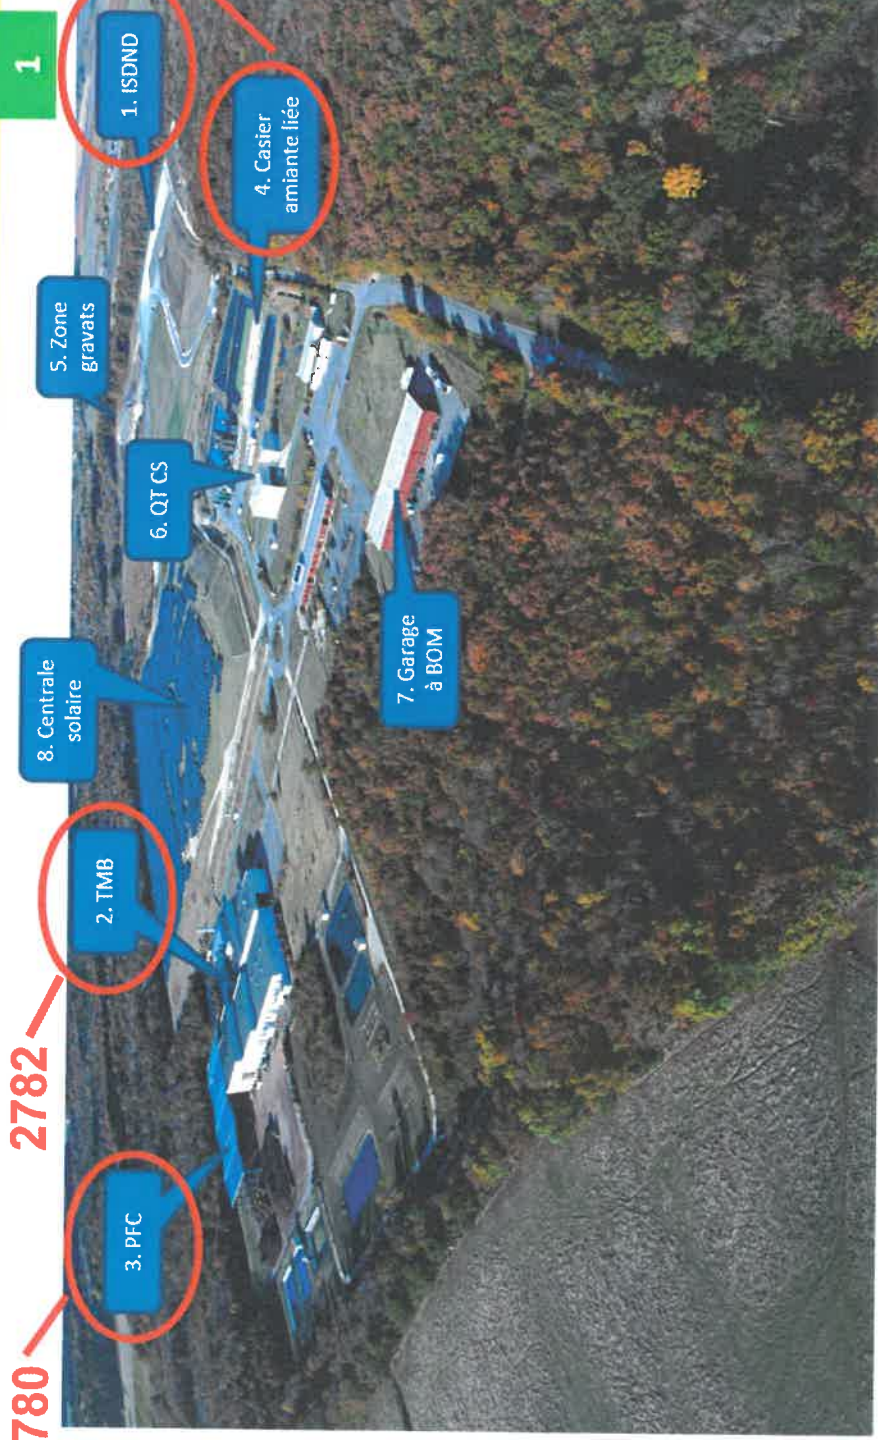 780
2782
1
8. Centrale
solaire
5. Zone
gravats
2. TMB
1. ISDND
3. PFC
6. QT CS
4. Casier
amiante liée
7. Garage
à BOM